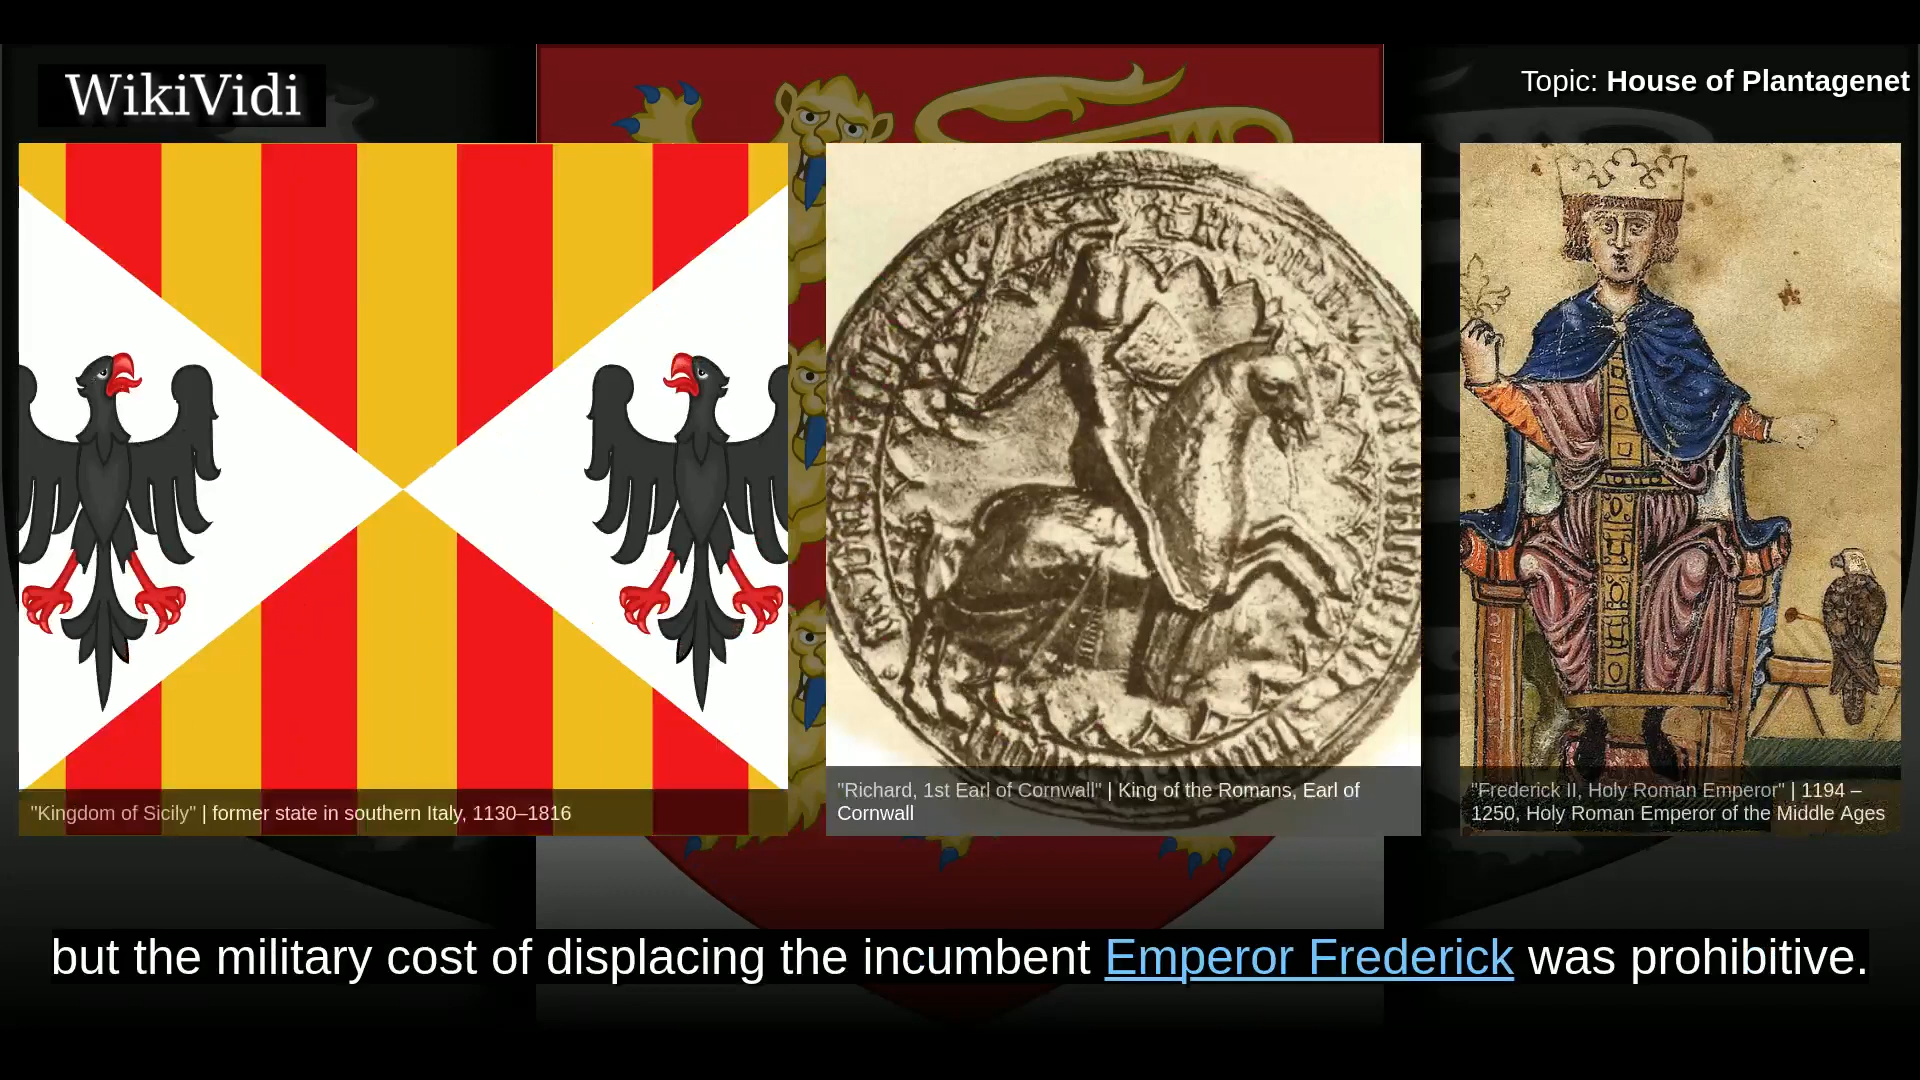 WikiVidi
Topic: House of Plantagenet
"Kingdom of Sicily" | former state in southern Italy, 1130–1816
"Richard, 1st Earl of Cornwall" | King of the Romans, Earl of
Cornwall
"Frederick II, Holy Roman Emperor" | 1194 –
1250, Holy Roman Emperor of the Middle Ages
but the military cost of displacing the incumbent Emperor Frederick was prohibitive.